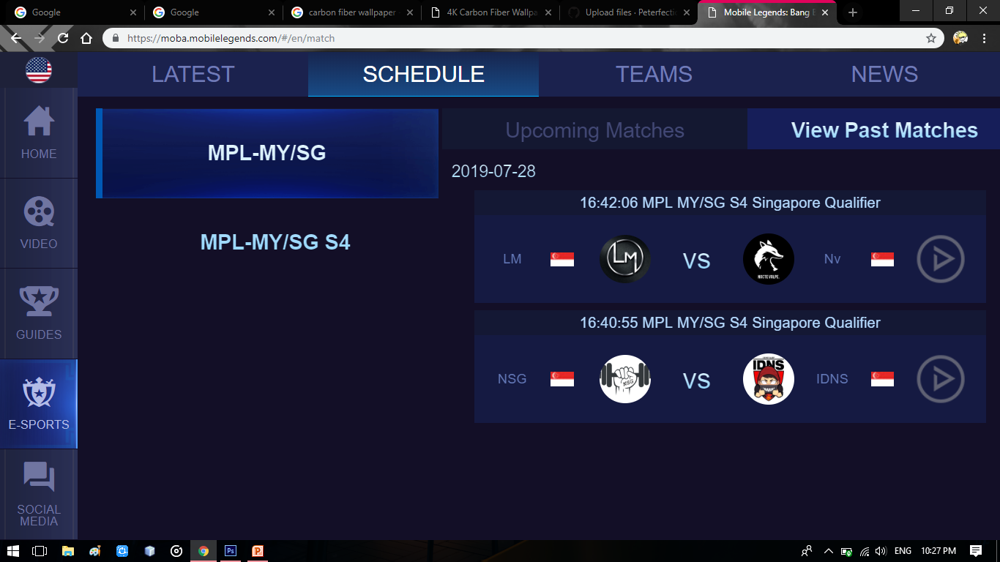 Google
Google
carbon fiber wallpaper
4K Carbon Fiber Wallpa
Upload files · Peterfectio
Mobile Legends: Bang B
https://moba.mobilelegends.com/#/en/match
LATEST
SCHEDULE
TEAMS
NEWS
HOME
VIDEO
GUIDES
E-SPORTS
SOCIAL
MEDIA
MPL-MY/SG
MPL-MY/SG S4
Upcoming Matches
View Past Matches
2019-07-28
16:42:06 MPL MY/SG S4 Singapore Qualifier
LM
LM
VS
NOCTE VOLPE.
Nv
16:40:55 MPL MY/SG S4 Singapore Qualifier
NSG
NSG
VS
IDNS
IDNS
Ps
P
ENG
10:27 PM